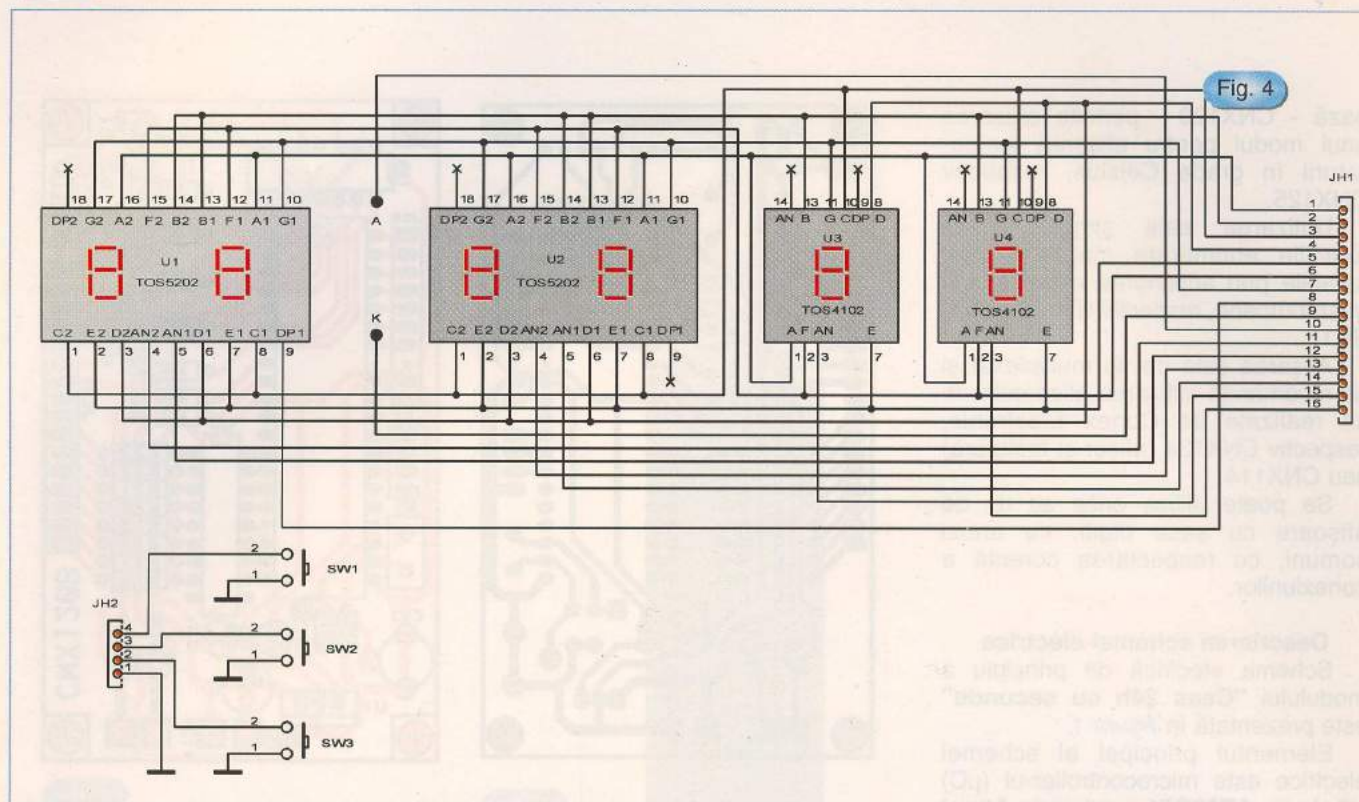 Fig. 4
JH1
1
2
3
4
5
6
7
8
9
10
11
12
13
14
15
16
18 17 16 15 14 13 12 11 10
DP2 G2 A2 F2 B2 B1 F1 A1 G1
U1
TOS5202
C2 E2 D2 AN2 AN1 D1 E1 C1 DP1
1 2 3 4 5 6 7 8 9
A
K
18 17 16 15 14 13 12 11 10
DP2 G2 A2 F2 B2 B1 F1 A1 G1
U2
TOS5202
C2 E2 D2 AN2 AN1 D1 E1 C1 DP1
1 2 3 4 5 6 7 8 9
14 13 11 10 9 8
AN B G C DP D
U3
TOS4102
A F AN E
1 2 3 7
14 13 11 10 9 8
AN B G C DP D
U4
TOS4102
A F AN E
1 2 3 7
JH2
4
3
2
1
2
1
SW1
2
1
SW2
2
1
SW3